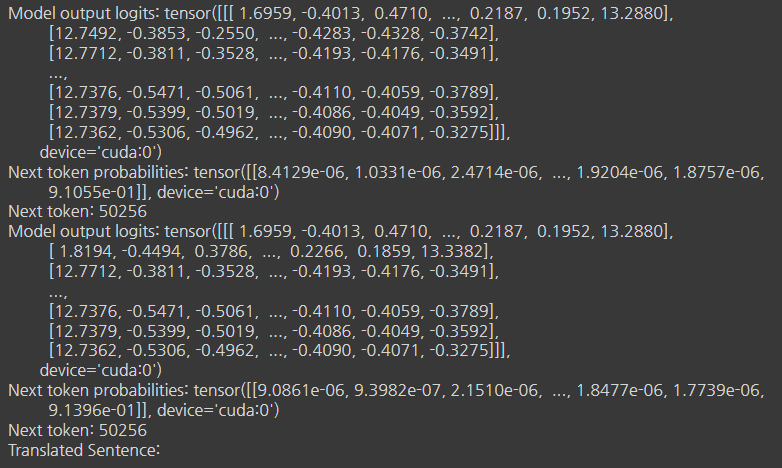 Model output logits: tensor([[[ 1.6959, -0.4013,  0.4710,  ...,  0.2187,  0.1952, 13.2880],
[12.7492, -0.3853, -0.2550,  ..., -0.4283, -0.4328, -0.3742],
[12.7712, -0.3811, -0.3528,  ..., -0.4193, -0.4176, -0.3491],
...,
[12.7376, -0.5471, -0.5061,  ..., -0.4110, -0.4059, -0.3789],
[12.7379, -0.5399, -0.5019,  ..., -0.4086, -0.4049, -0.3592],
[12.7362, -0.5306, -0.4962,  ..., -0.4090, -0.4071, -0.3275]]],
device='cuda:0')
Next token probabilities: tensor([[8.4129e-06, 1.0331e-06, 2.4714e-06,  ..., 1.9204e-06, 1.8757e-06,
9.1055e-01]], device='cuda:0')
Next token: 50256
Model output logits: tensor([[[ 1.6959, -0.4013,  0.4710,  ...,  0.2187,  0.1952, 13.2880],
[ 1.8194, -0.4494,  0.3786,  ...,  0.2266,  0.1859, 13.3382],
[12.7712, -0.3811, -0.3528,  ..., -0.4193, -0.4176, -0.3491],
...,
[12.7376, -0.5471, -0.5061,  ..., -0.4110, -0.4059, -0.3789],
[12.7379, -0.5399, -0.5019,  ..., -0.4086, -0.4049, -0.3592],
[12.7362, -0.5306, -0.4962,  ..., -0.4090, -0.4071, -0.3275]]],
device='cuda:0')
Next token probabilities: tensor([[9.0861e-06, 9.3982e-07, 2.1510e-06,  ..., 1.8477e-06, 1.7739e-06,
9.1396e-01]], device='cuda:0')
Next token: 50256
Translated Sentence: